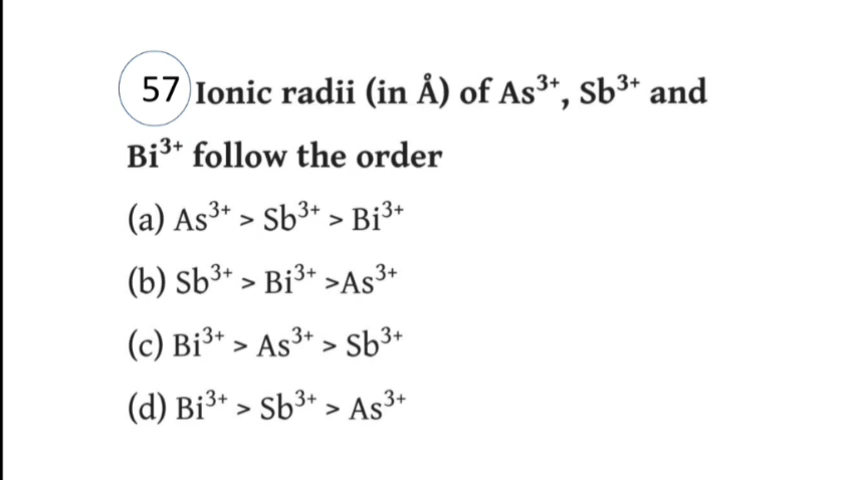 57 Ionic radii (in Å) of As³⁺, Sb³⁺ and
Bi³⁺ follow the order
(a) As³⁺ > Sb³⁺ > Bi³⁺
(b) Sb³⁺ > Bi³⁺ >As³⁺
(c) Bi³⁺ > As³⁺ > Sb³⁺
(d) Bi³⁺ > Sb³⁺ > As³⁺